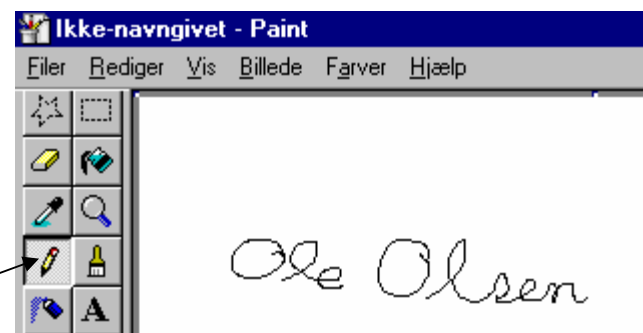 Ikke-navngivet - Paint
Filer Rediger Vis Billede Farver Hjælp
A
Ole Olsen